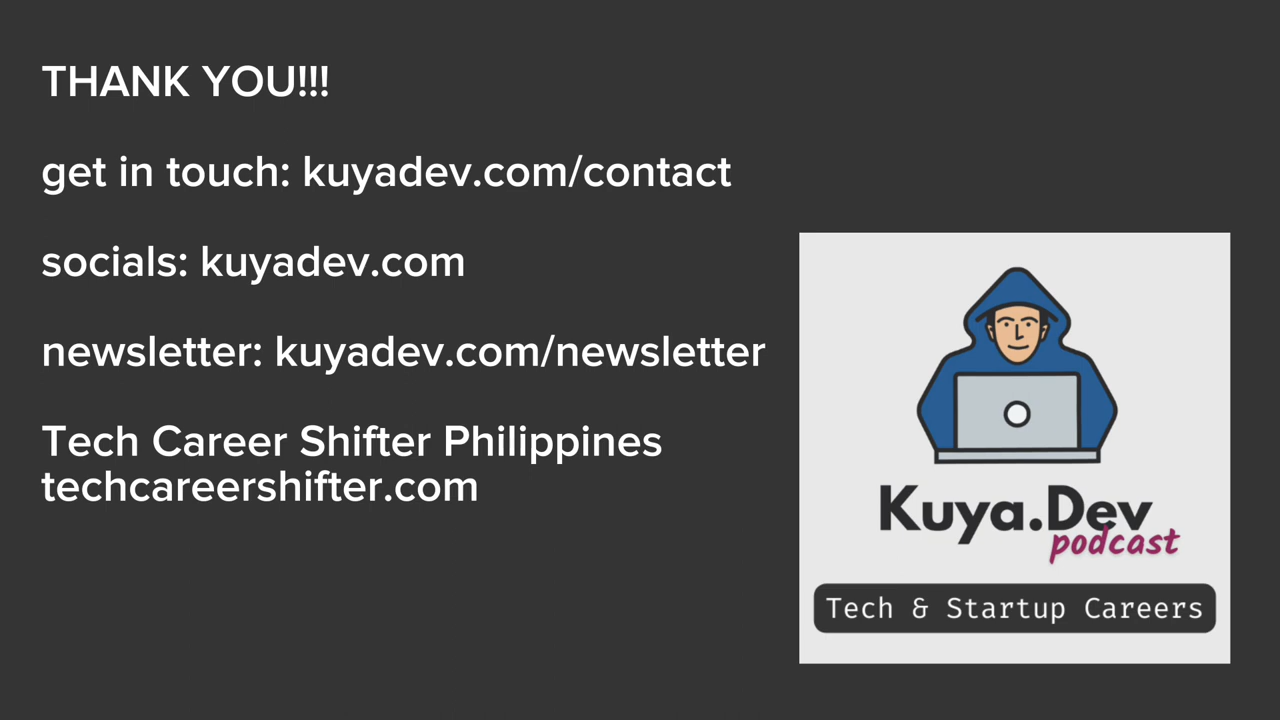 THANK YOU!!!
get in touch: kuyadev.com/contact
socials: kuyadev.com
newsletter: kuyadev.com/newsletter
Tech Career Shifter Philippines
techcareershifter.com
Kuya.Dev
podcast
Tech & Startup Careers